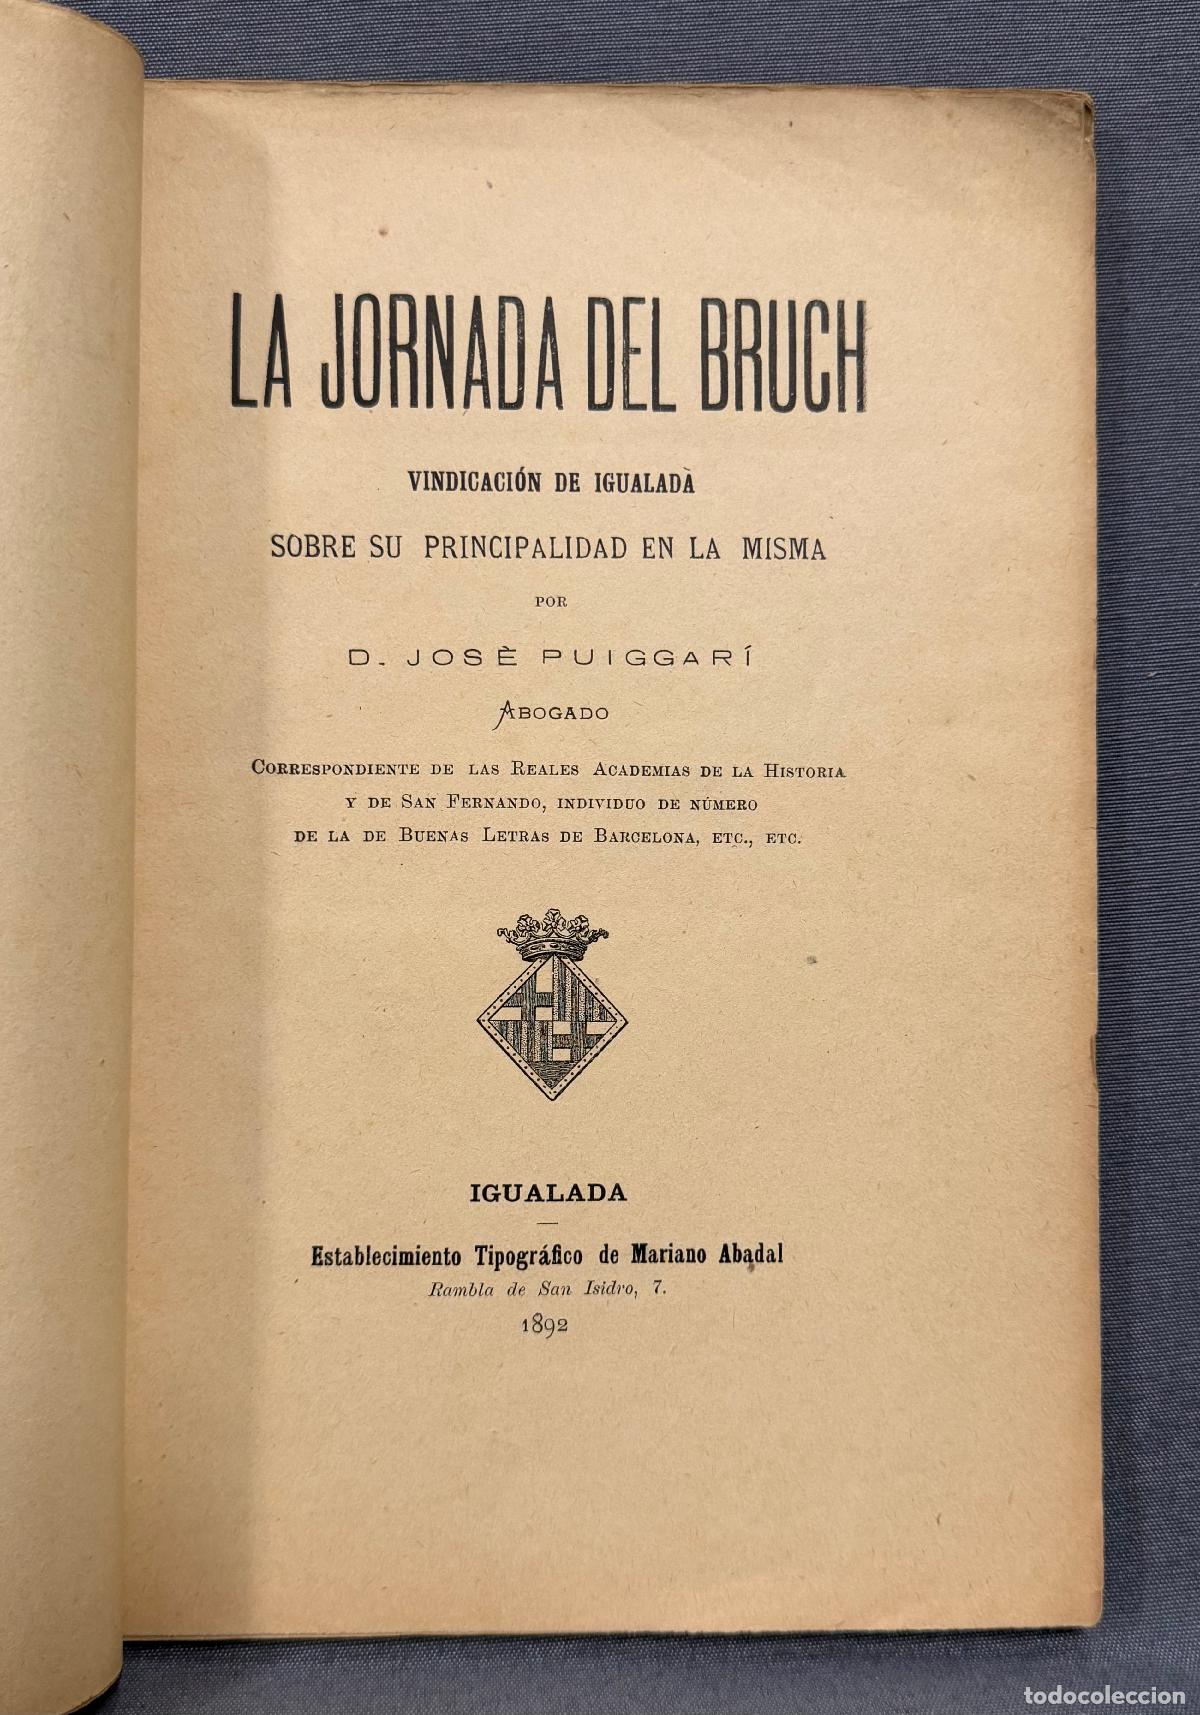 LA JORNADA DEL BRUCH
VINDICACIÓN DE IGUALADÀ
SOBRE SU PRINCIPALIDAD EN LA MISMA
POR
D. JOSÈ PUIGGARÍ
ABOGADO
CORRESPONDIENTE DE LAS REALES ACADEMIAS DE LA HISTORIA
Y DE SAN FERNANDO, INDIVIDUO DE NÚMERO
DE LA DE BUENAS LETRAS DE BARCELONA, ETC., ETC.
IGUALADA
Establecimiento Tipográfico de Mariano Abadal
Rambla de San Isidro, 7.
1892
todocoleccion